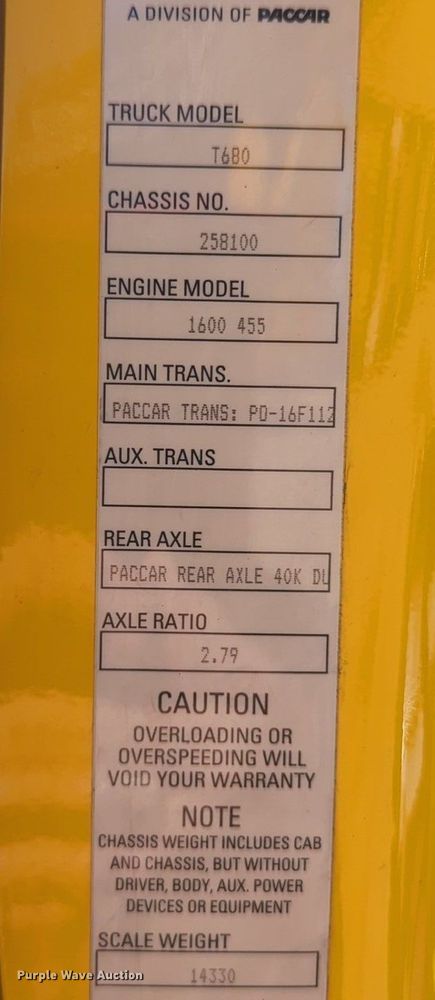 A DIVISION OF PACCAR
TRUCK MODEL
T680
CHASSIS NO.
258100
ENGINE MODEL
1600 455
MAIN TRANS.
PACCAR TRANS: PO-16F112
AUX. TRANS
REAR AXLE
PACCAR REAR AXLE 40K DU
AXLE RATIO
2.79
CAUTION
OVERLOADING OR
OVERSPEEDING WILL
VOID YOUR WARRANTY
NOTE
CHASSIS WEIGHT INCLUDES CAB
AND CHASSIS, BUT WITHOUT
DRIVER, BODY, AUX. POWER
DEVICES OR EQUIPMENT
SCALE WEIGHT
14330
Purple Wave Auction